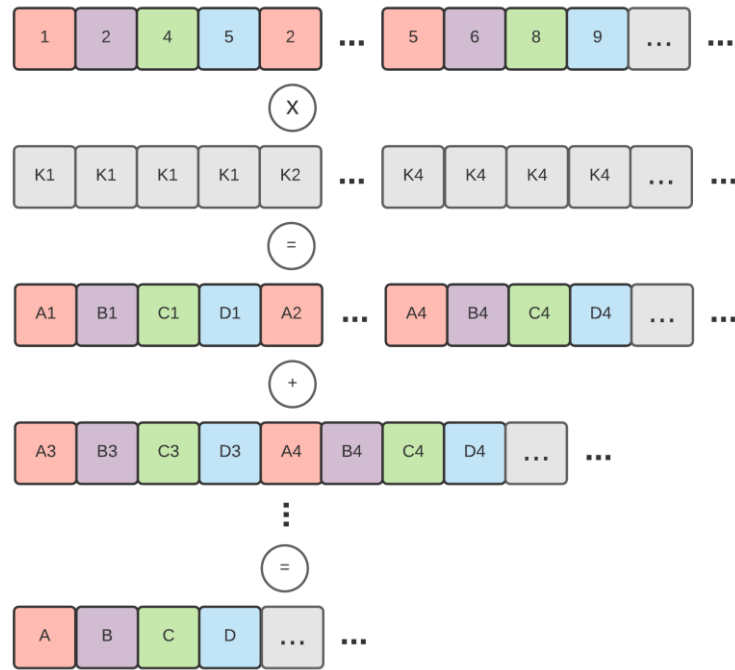 1 2 4 5 2 ... 5 6 8 9 ... ...
X
K1 K1 K1 K1 K2 ... K4 K4 K4 K4 ... ...
=
A1 B1 C1 D1 A2 ... A4 B4 C4 D4 ... ...
+
A3 B3 C3 D3 A4 B4 C4 D4 ... ...
⋮
=
A B C D ... ...